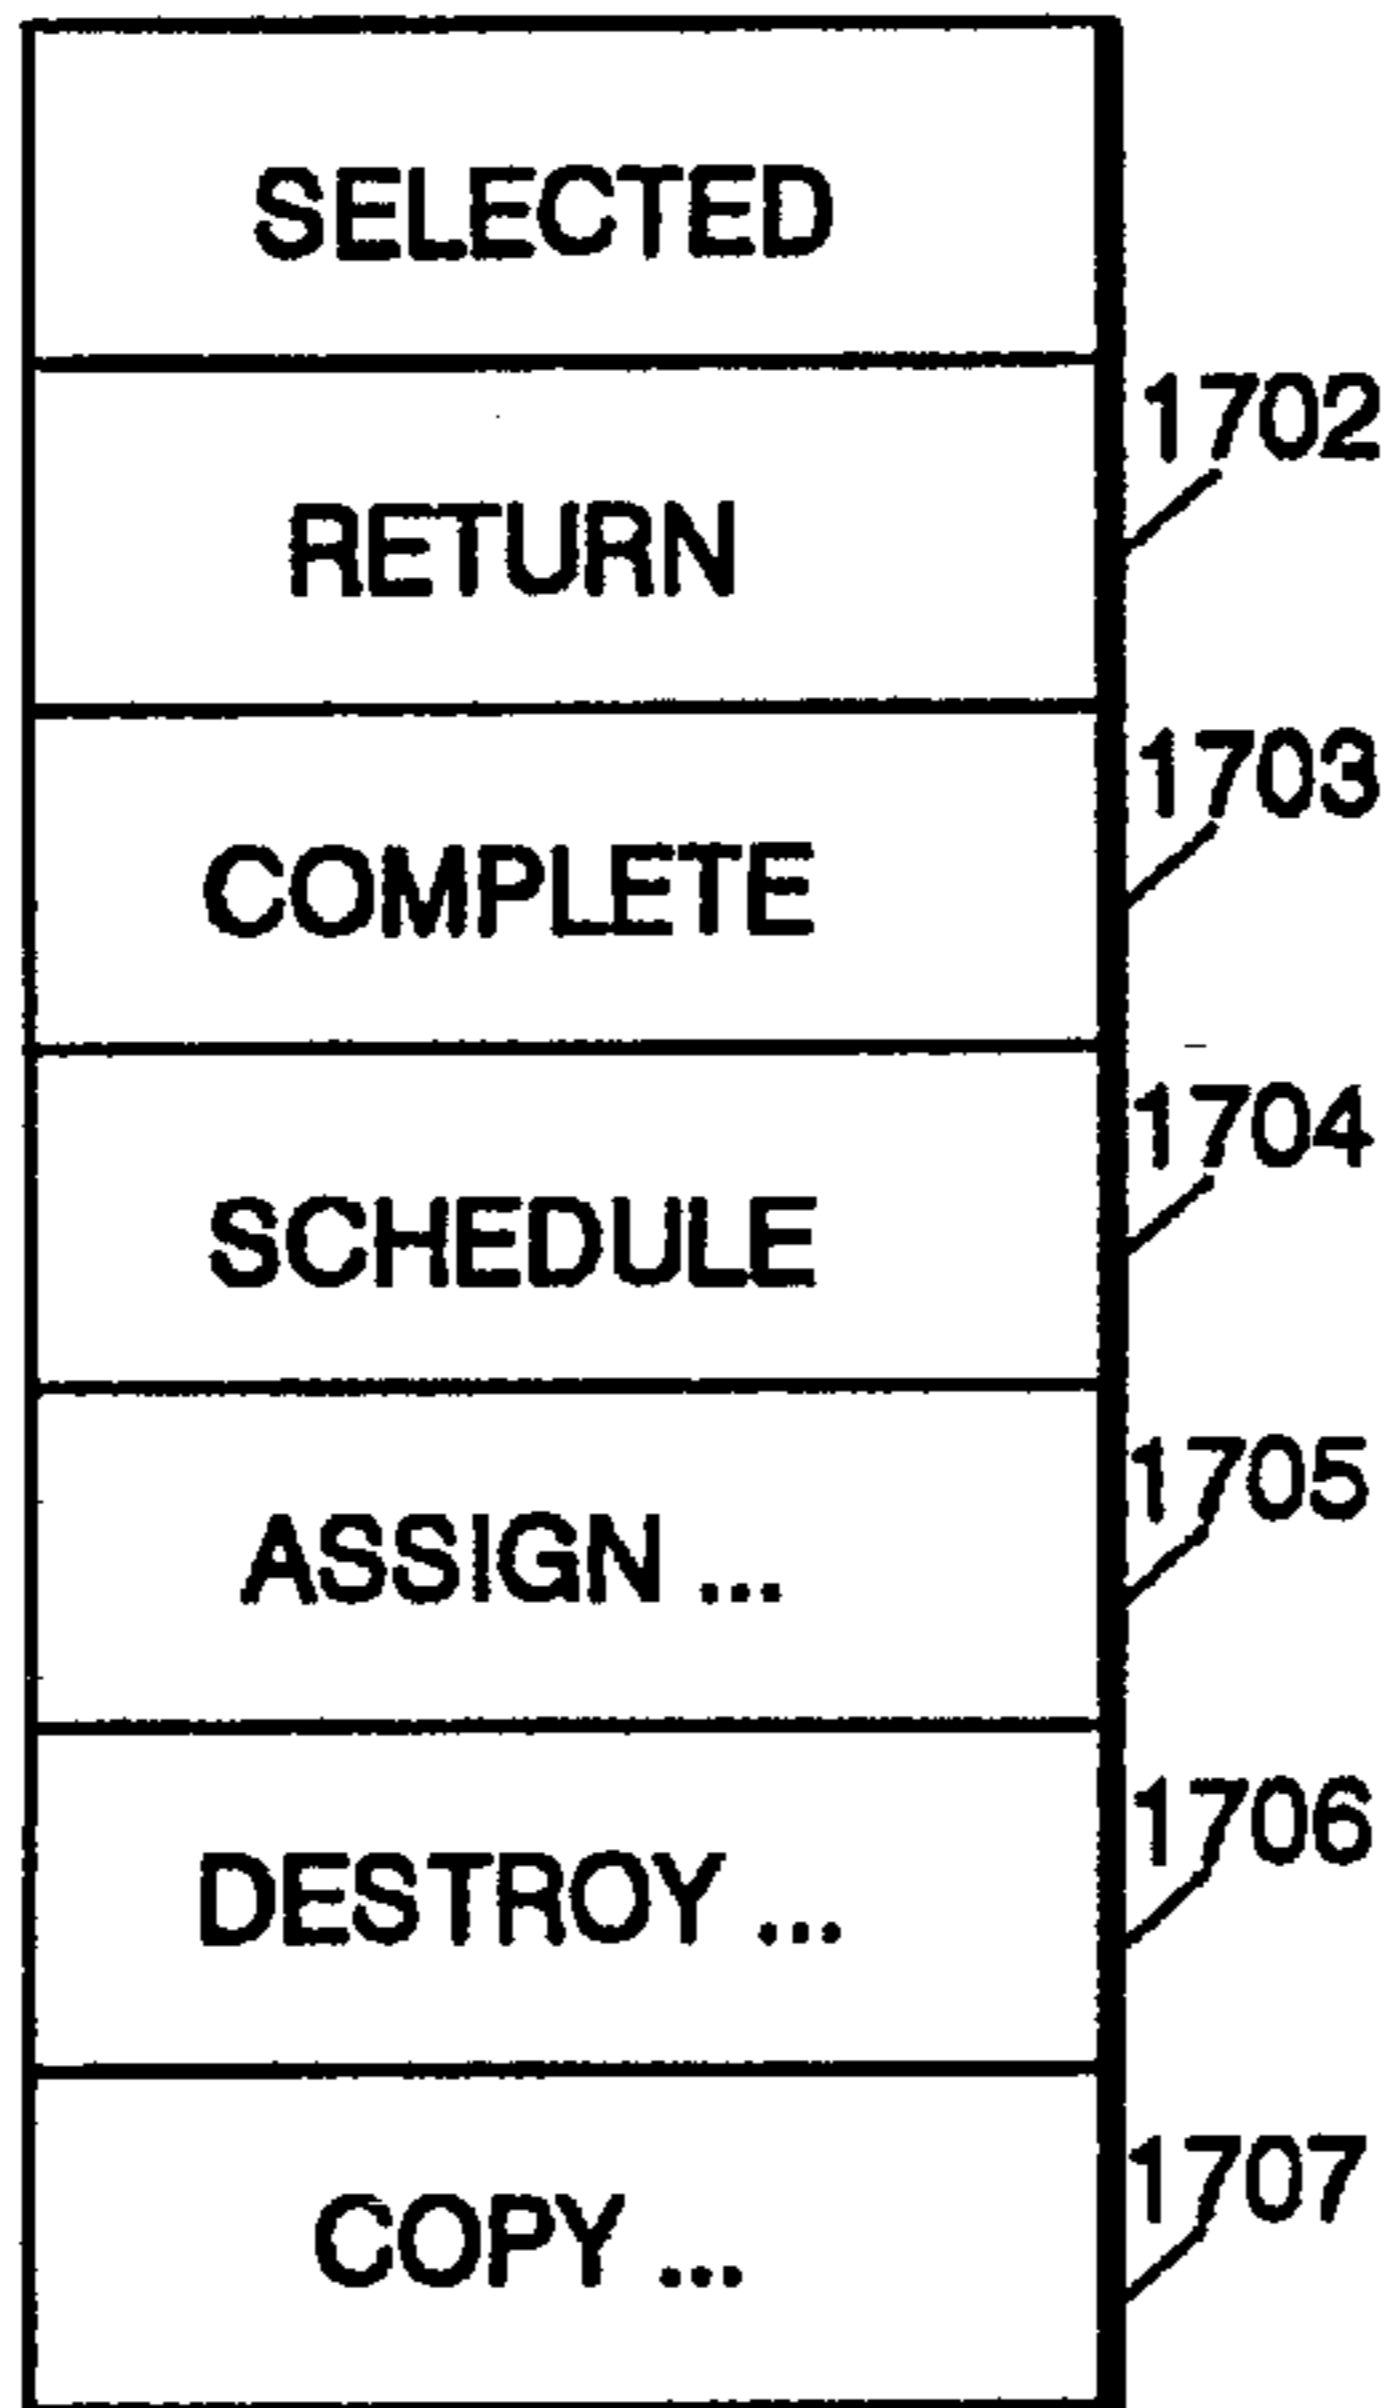 SELECTED
1702
RETURN
1703
COMPLETE
1704
SCHEDULE
1705
ASSIGN ...
1706
DESTROY ...
1707
COPY ...